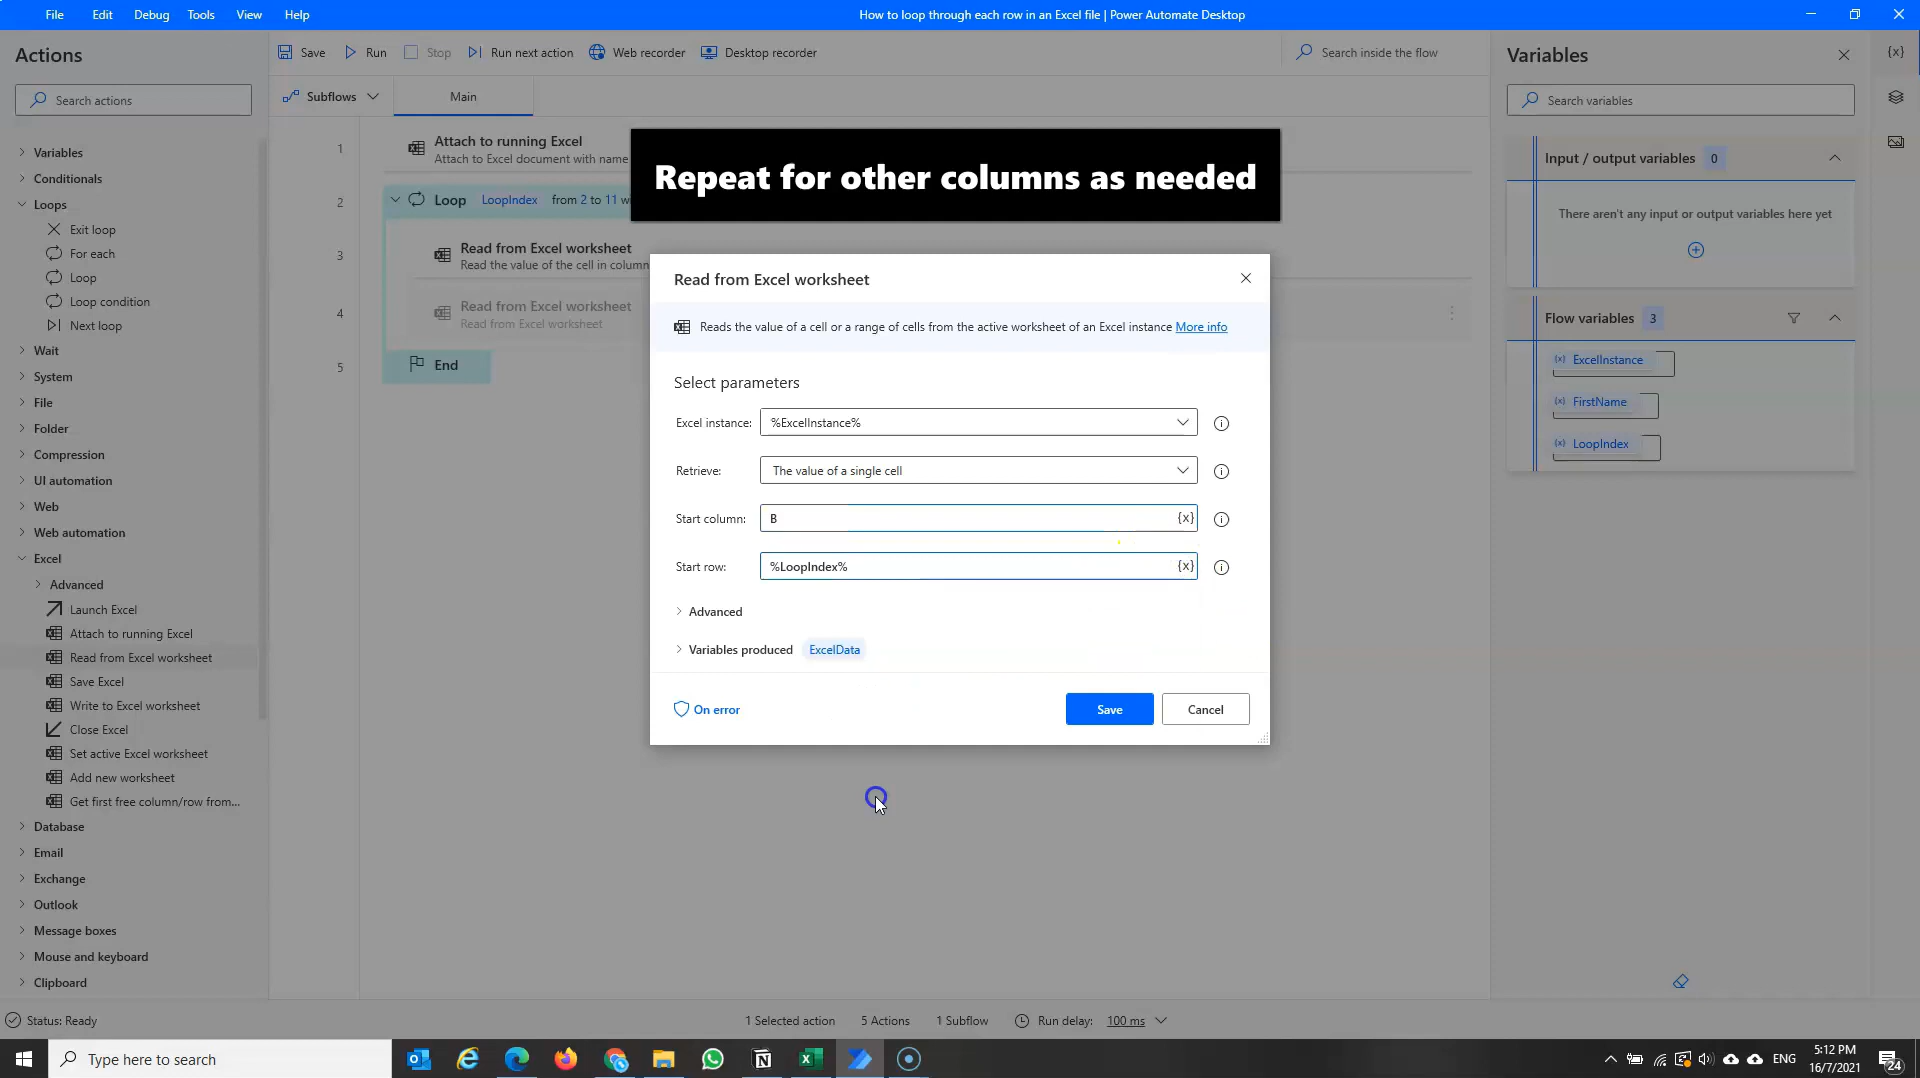 File Edit Debug Tools View Help
How to loop through each row in an Excel file | Power Automate Desktop
Actions
Search actions
Variables
Conditionals
Loops
Exit loop
For each
Loop
Loop condition
Next loop
Wait
System
File
Folder
Compression
UI automation
Web
Web automation
Excel
Advanced
Launch Excel
Attach to running Excel
Read from Excel worksheet
Save Excel
Write to Excel worksheet
Close Excel
Set active Excel worksheet
Add new worksheet
Get first free column/row from...
Database
Email
Exchange
Outlook
Message boxes
Mouse and keyboard
Clipboard
Save Run Stop Run next action Web recorder Desktop recorder
Search inside the flow
Subflows Main
1 Attach to running Excel
Attach to Excel document with name
2 Loop LoopIndex from 2 to 11
3 Read from Excel worksheet
Read the value of the cell in column
4 Read from Excel worksheet
Read from Excel worksheet
5 End
Repeat for other columns as needed
Read from Excel worksheet
Reads the value of a cell or a range of cells from the active worksheet of an Excel instance More info
Select parameters
Excel instance: %ExcelInstance%
Retrieve: The value of a single cell
Start column: B {x}
Start row: %LoopIndex% {x}
Advanced
Variables produced ExcelData
On error
Save Cancel
Variables
{x}
Search variables
Input / output variables 0
There aren't any input or output variables here yet
Flow variables 3
(x) ExcelInstance
(x) FirstName
(x) LoopIndex
Status: Ready
1 Selected action 5 Actions 1 Subflow Run delay: 100 ms
Type here to search
ENG
5:12 PM
16/7/2021
24